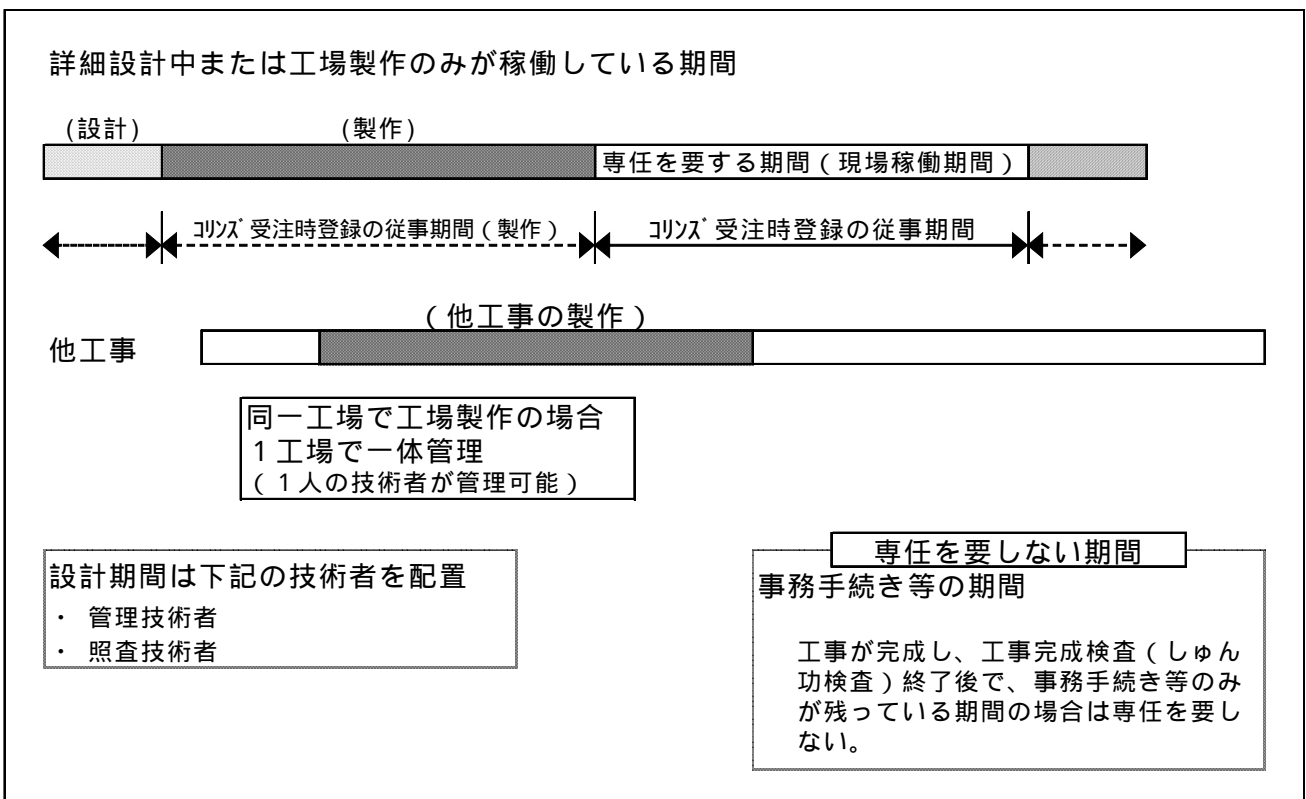 詳細設計中または工場製作のみが稼働している期間
(設計)
(製作)
専任を要する期間(現場稼働期間)
ｺﾘﾝｽﾞ受注時登録の従事期間(製作)
ｺﾘﾝｽﾞ受注時登録の従事期間
(他工事の製作)
他工事
同一工場で工場製作の場合
1工場で一体管理
(1人の技術者が管理可能)
設計期間は下記の技術者を配置
・ 管理技術者
・ 照査技術者
専任を要しない期間
事務手続き等の期間
工事が完成し、工事完成検査(しゅん
功検査)終了後で、事務手続き等のみ
が残っている期間の場合は専任を要し
ない。